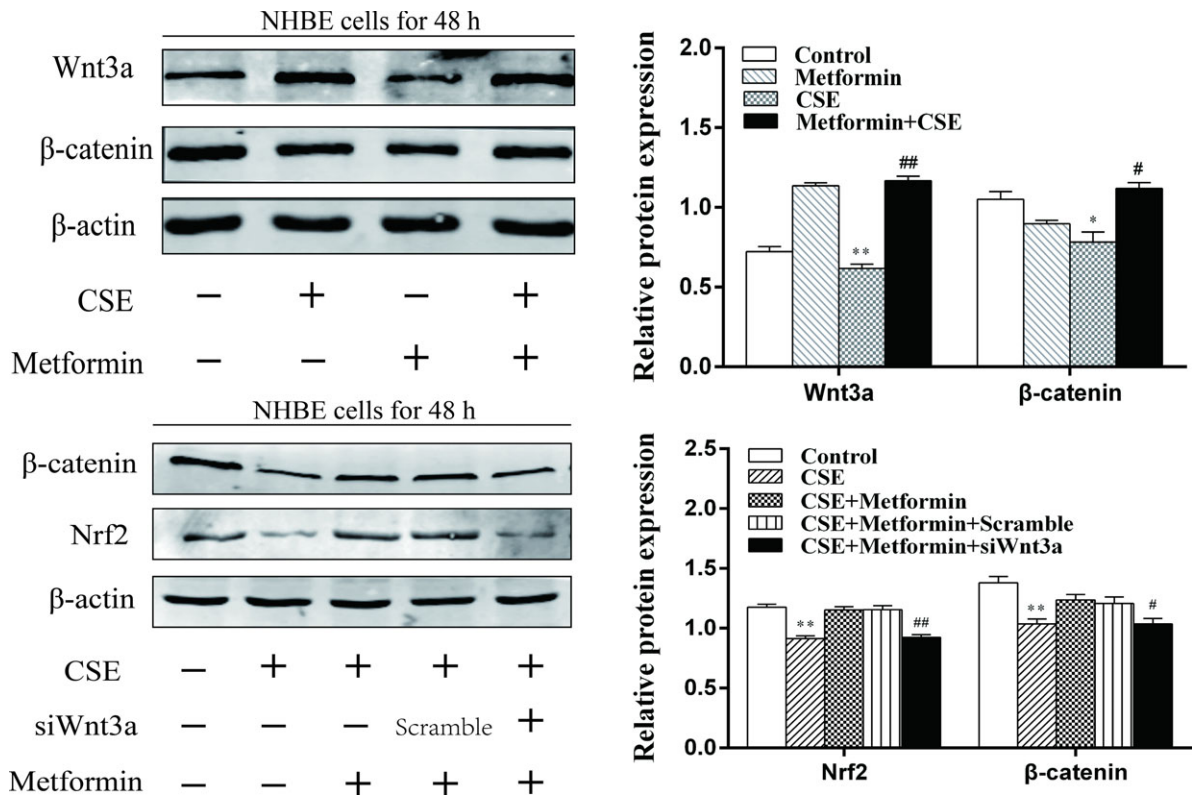 NHBE cells for 48 h
Wnt3a
β-catenin
β-actin
CSE − + − +
Metformin − − + +
Relative protein expression
2.0
1.5
1.0
0.5
0.0
Control
Metformin
CSE
Metformin+CSE
** ## * #
Wnt3a β-catenin
NHBE cells for 48 h
β-catenin
Nrf2
β-actin
CSE − + + + +
siWnt3a − − − Scramble +
Metformin − − + + +
Relative protein expression
2.5
2.0
1.5
1.0
0.5
0.0
Control
CSE
CSE+Metformin
CSE+Metformin+Scramble
CSE+Metformin+siWnt3a
** ## ** #
Nrf2 β-catenin